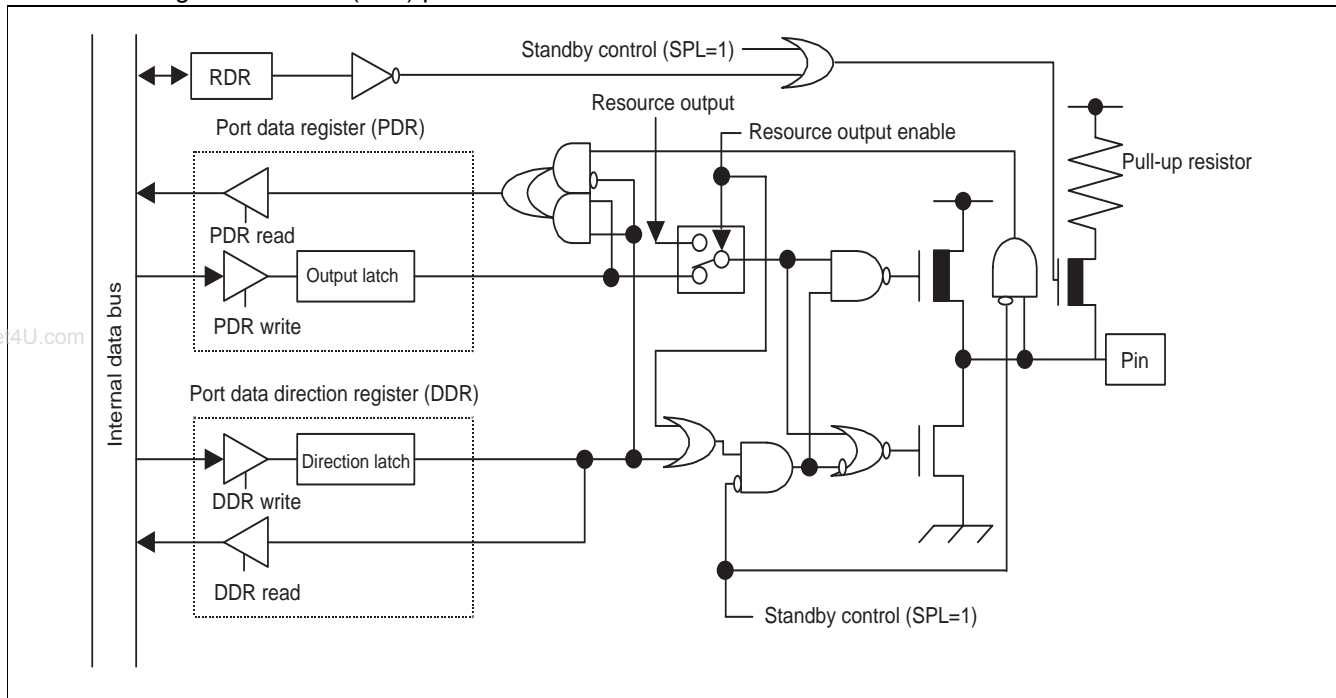 Standby control (SPL=1)
RDR
Resource output
Port data register (PDR)
Resource output enable
Pull-up resistor
PDR read
Output latch
PDR write
Internal data bus
et4U.com
Pin
Port data direction register (DDR)
Direction latch
DDR write
DDR read
Standby control (SPL=1)